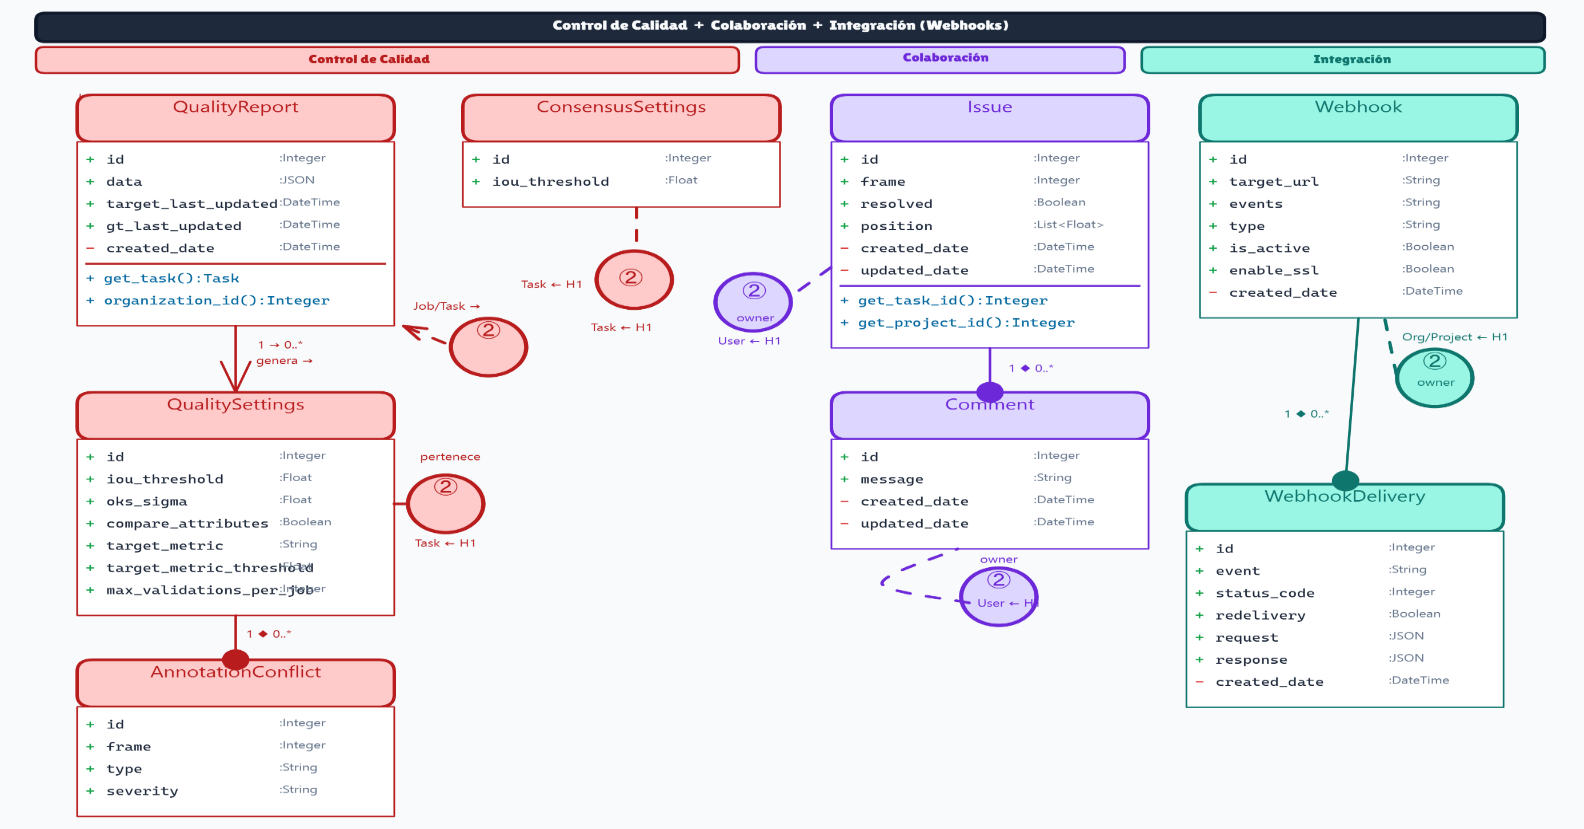 Control de Calidad + Colaboración + Integración (Webhooks)
Control de Calidad
Colaboración
Integración
QualityReport
+ id :Integer
+ data :JSON
+ target_last_updated :DateTime
+ gt_last_updated :DateTime
− created_date :DateTime
+ get_task():Task
+ organization_id():Integer
1 → 0..*
genera →
Job/Task →
②
QualitySettings
+ id :Integer
+ iou_threshold :Float
+ oks_sigma :Float
+ compare_attributes :Boolean
+ target_metric :String
+ target_metric_threshold :Float
+ max_validations_per_job :Integer
pertenece
②
Task ← H1
1 ◆ 0..*
AnnotationConflict
+ id :Integer
+ frame :Integer
+ type :String
+ severity :String
ConsensusSettings
+ id :Integer
+ iou_threshold :Float
Task ← H1
②
Task ← H1
Issue
+ id :Integer
+ frame :Integer
+ resolved :Boolean
+ position :List<Float>
− created_date :DateTime
− updated_date :DateTime
+ get_task_id():Integer
+ get_project_id():Integer
②
owner
User ← H1
1 ◆ 0..*
Comment
+ id :Integer
+ message :String
− created_date :DateTime
− updated_date :DateTime
owner
②
User ← H1
Webhook
+ id :Integer
+ target_url :String
+ events :String
+ type :String
+ is_active :Boolean
+ enable_ssl :Boolean
− created_date :DateTime
Org/Project ← H1
②
owner
1 ◆ 0..*
WebhookDelivery
+ id :Integer
+ event :String
+ status_code :Integer
+ redelivery :Boolean
+ request :JSON
+ response :JSON
− created_date :DateTime